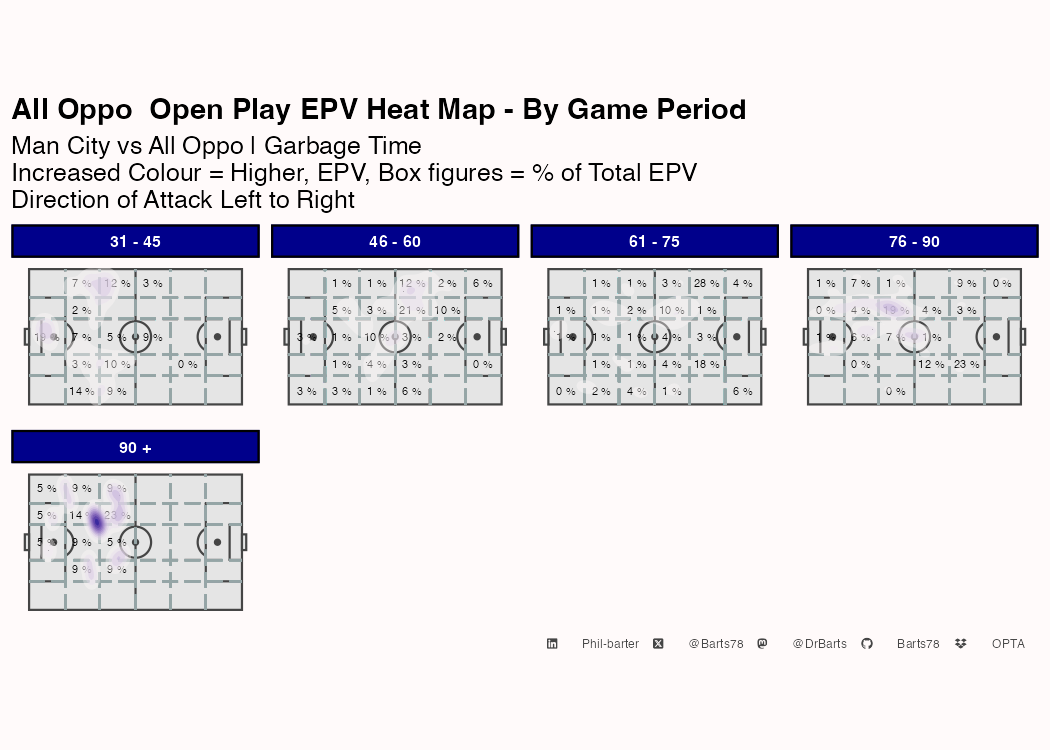 All Oppo  Open Play EPV Heat Map - By Game Period
Man City vs All Oppo | Garbage Time
Increased Colour = Higher, EPV, Box figures = % of Total EPV
Direction of Attack Left to Right
31 - 45
7 % 12 % 3 %
2 %
19 % 7 % 5 % 9 %
3 % 10 % 0 %
14 % 9 %
46 - 60
1 % 1 % 12 % 2 % 6 %
5 % 3 % 21 % 10 %
3 % 1 % 10 % 3 % 2 %
1 % 4 % 3 % 0 %
3 % 3 % 1 % 6 %
61 - 75
1 % 1 % 3 % 28 % 4 %
1 % 1 % 2 % 10 % 1 %
1 % 1 % 4 % 3 %
1 % 1 % 4 % 18 %
0 % 2 % 4 % 1 % 6 %
76 - 90
1 % 7 % 1 % 9 % 0 %
0 % 4 % 19 % 4 % 3 %
6 % 7 % 1 %
0 % 12 % 23 %
0 %
90 +
5 % 9 % 9 %
5 % 14 % 23 %
5 % 9 % 5 %
9 % 9 %
Phil-barter @Barts78 @DrBarts Barts78 OPTA